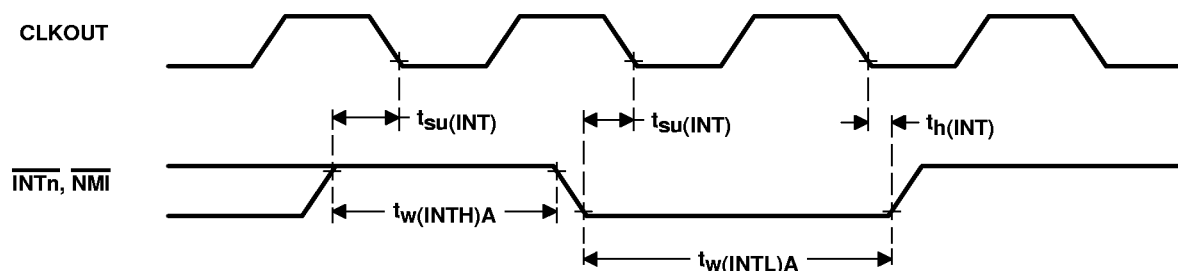 CLKOUT
tsu(INT) tsu(INT) th(INT)
INTn, NMI
tw(INTH)A
tw(INTL)A